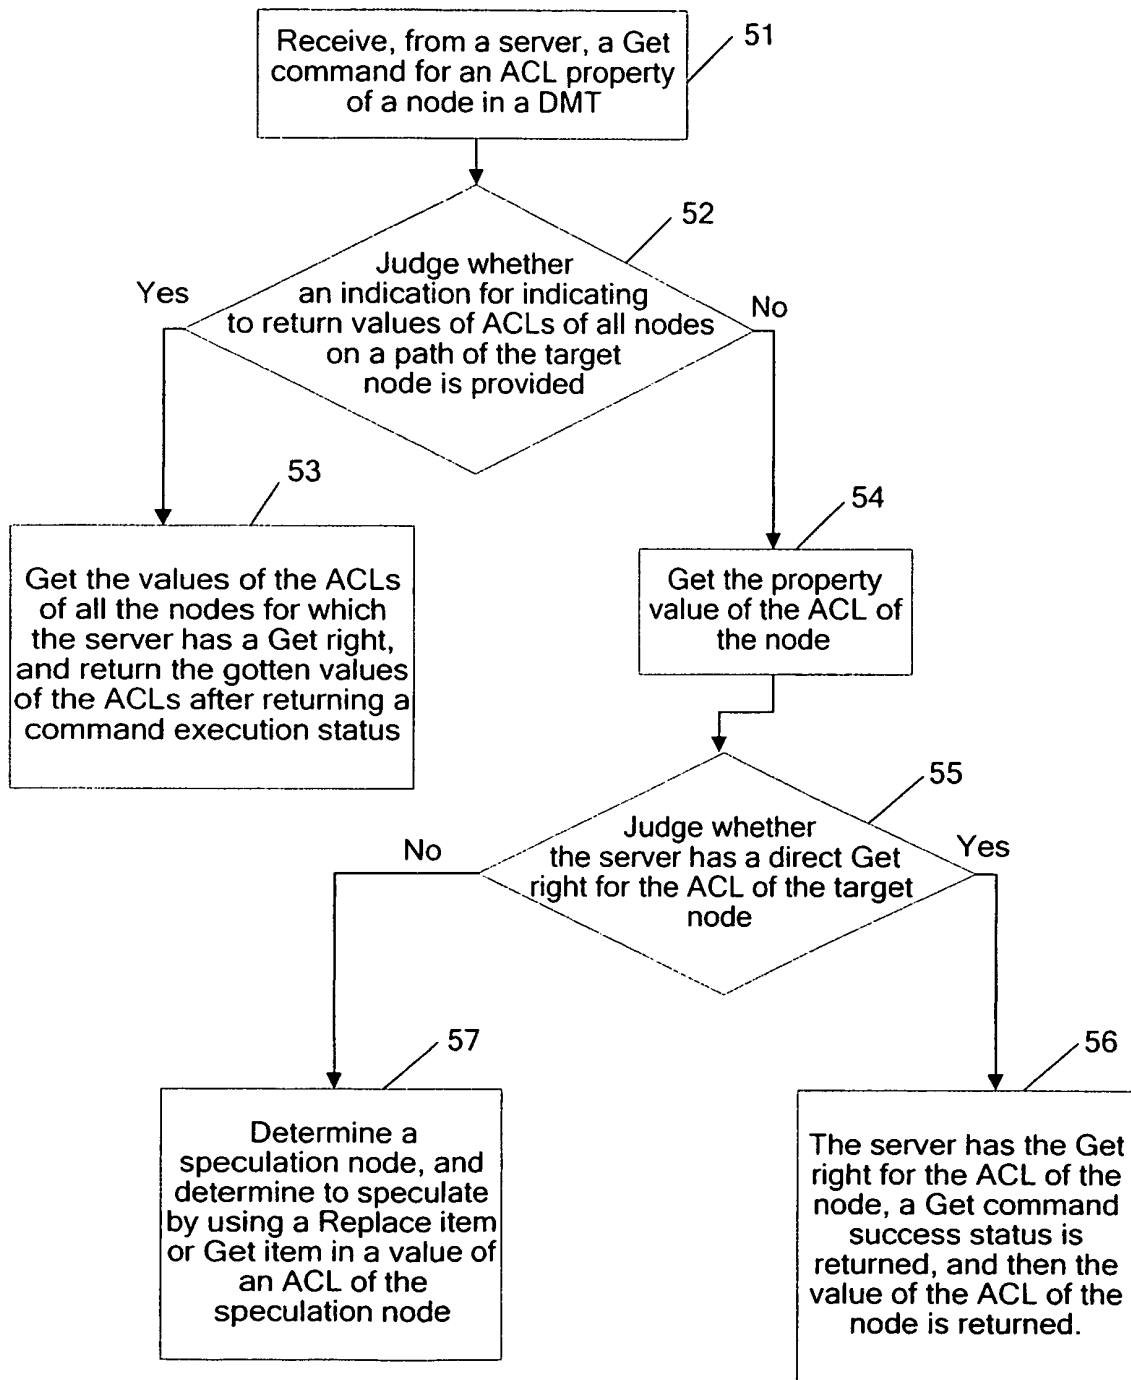 51
Receive, from a server, a Get
command for an ACL property
of a node in a DMT
52
Judge whether
an indication for indicating
to return values of ACLs of all nodes
on a path of the target
node is provided
Yes
No
53
Get the values of the ACLs
of all the nodes for which
the server has a Get right,
and return the gotten values
of the ACLs after returning a
command execution status
54
Get the property
value of the ACL of
the node
55
Judge whether
the server has a direct Get
right for the ACL of the target
node
No
Yes
57
Determine a
speculation node, and
determine to speculate
by using a Replace item
or Get item in a value of
an ACL of the
speculation node
56
The server has the Get
right for the ACL of the
node, a Get command
success status is
returned, and then the
value of the ACL of the
node is returned.